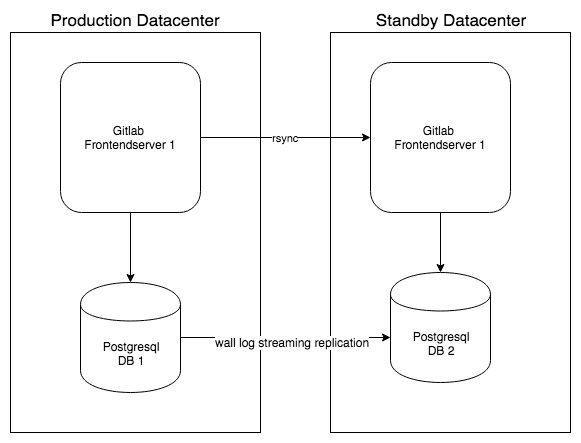 Production Datacenter
Standby Datacenter
Gitlab
Frontendserver 1
rsync
Gitlab
Frontendserver 1
Postgresql
DB 1
wall log streaming replication
Postgresql
DB 2